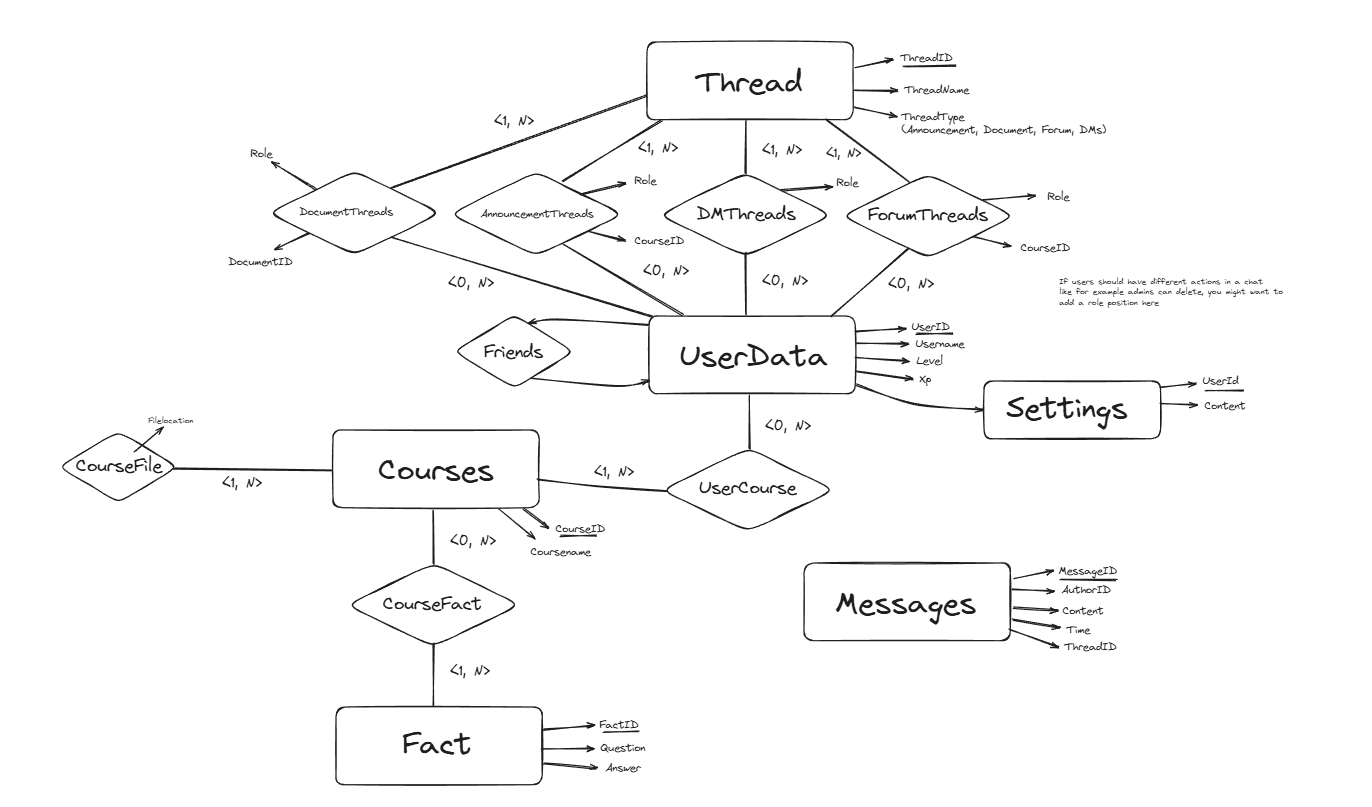 Thread
ThreadID
ThreadName
ThreadType
(Announcement, Document, Forum, DMs)
<1, N>
<1, N>
<1, N>
<1, N>
Role
Role
Role
Role
DocumentThreads
AnnouncementThreads
DMThreads
ForumThreads
DocumentID
CourseID
CourseID
<0, N>
<0, N>
<0, N>
<0, N>
If users should have different actions in a chat
like for example admins can delete, you might want to
add a role position here
Friends
UserData
UserID
Username
Level
Xp
Settings
UserId
Content
Filelocation
CourseFile
<1, N>
Courses
<1, N>
<0, N>
UserCourse
CourseID
Coursename
<0, N>
CourseFact
<1, N>
Messages
MessageID
AuthorID
Content
Time
ThreadID
Fact
FactID
Question
Answer